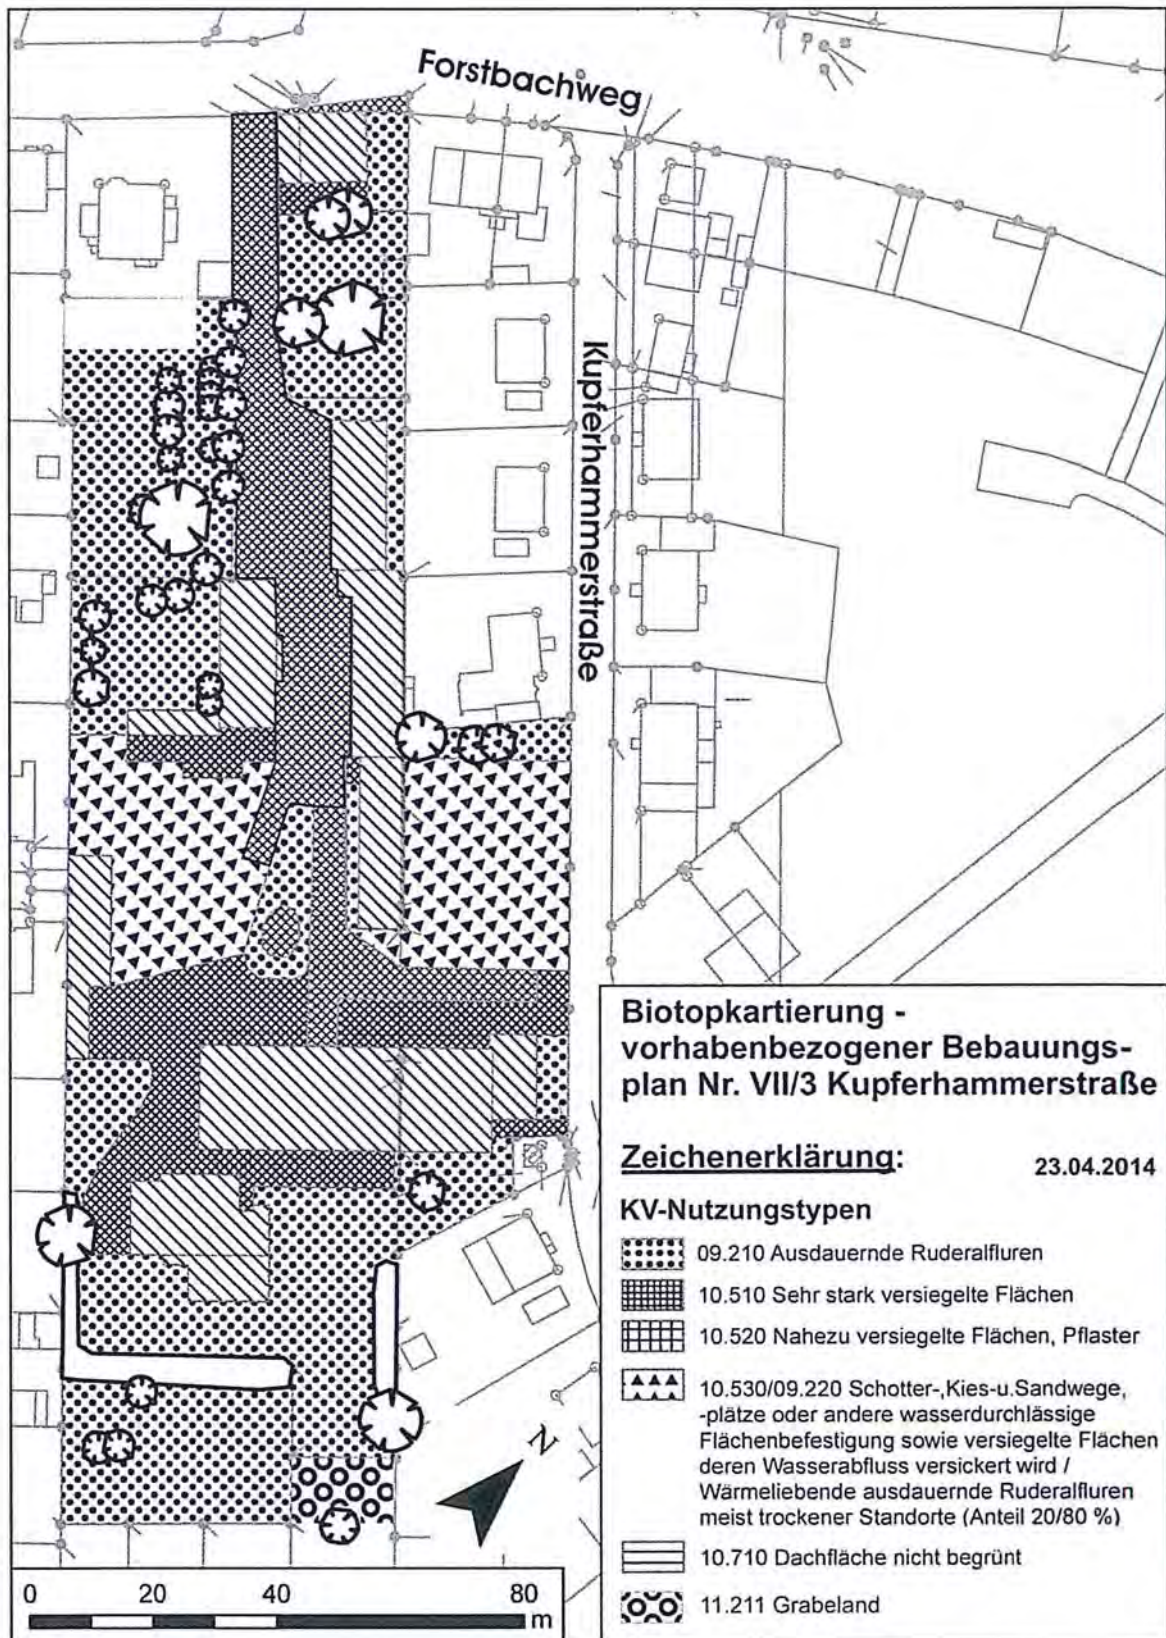 Forstbachweg
Kupferhammerstraße
Biotopkartierung -
vorhabenbezogener Bebauungs-
plan Nr. VII/3 Kupferhammerstraße
Zeichenerklärung:
23.04.2014
KV-Nutzungstypen
09.210 Ausdauernde Ruderalfluren
10.510 Sehr stark versiegelte Flächen
10.520 Nahezu versiegelte Flächen, Pflaster
10.530/09.220 Schotter-,Kies-u.Sandwege,
-plätze oder andere wasserdurchlässige
Flächenbefestigung sowie versiegelte Flächen
deren Wasserabfluss versickert wird /
Wärmeliebende ausdauernde Ruderalfluren
meist trockener Standorte (Anteil 20/80 %)
10.710 Dachfläche nicht begrünt
11.211 Grabeland
N
0 20 40 80
m